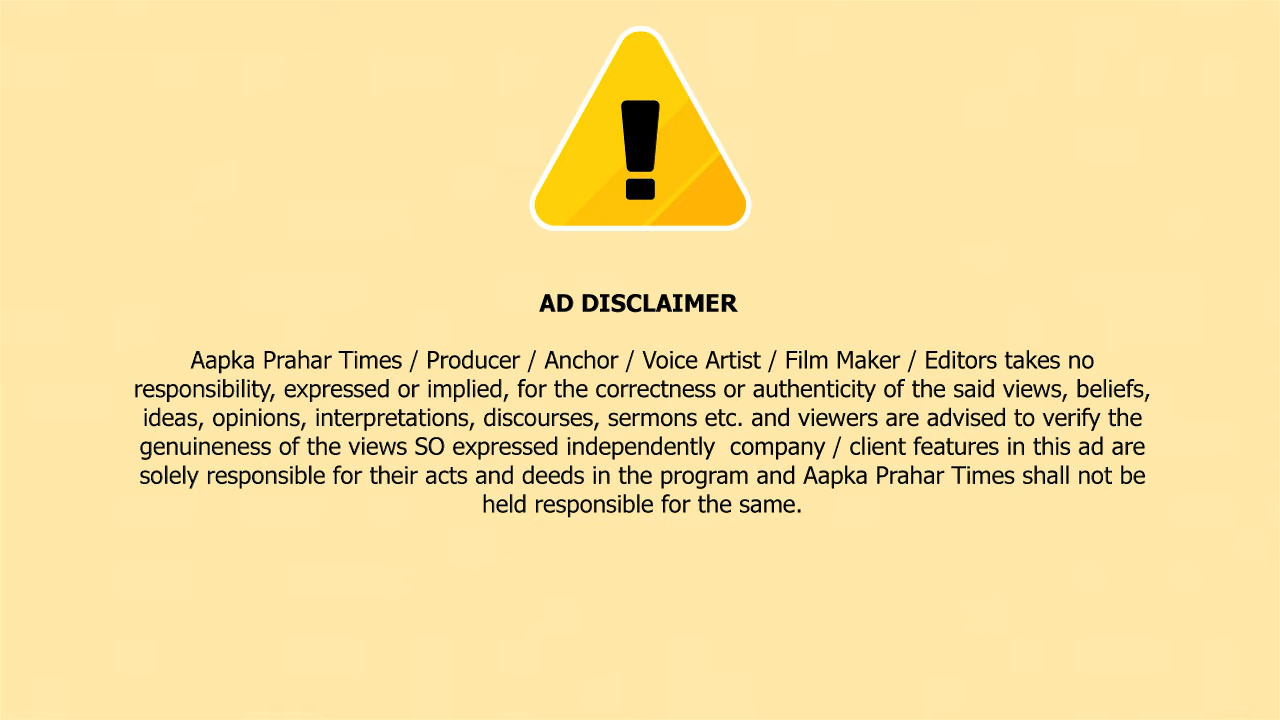 AD DISCLAIMER
Aapka Prahar Times / Producer / Anchor / Voice Artist / Film Maker / Editors takes no
responsibility, expressed or implied, for the correctness or authenticity of the said views, beliefs,
ideas, opinions, interpretations, discourses, sermons etc. and viewers are advised to verify the
genuineness of the views SO expressed independently  company / client features in this ad are
solely responsible for their acts and deeds in the program and Aapka Prahar Times shall not be
held responsible for the same.